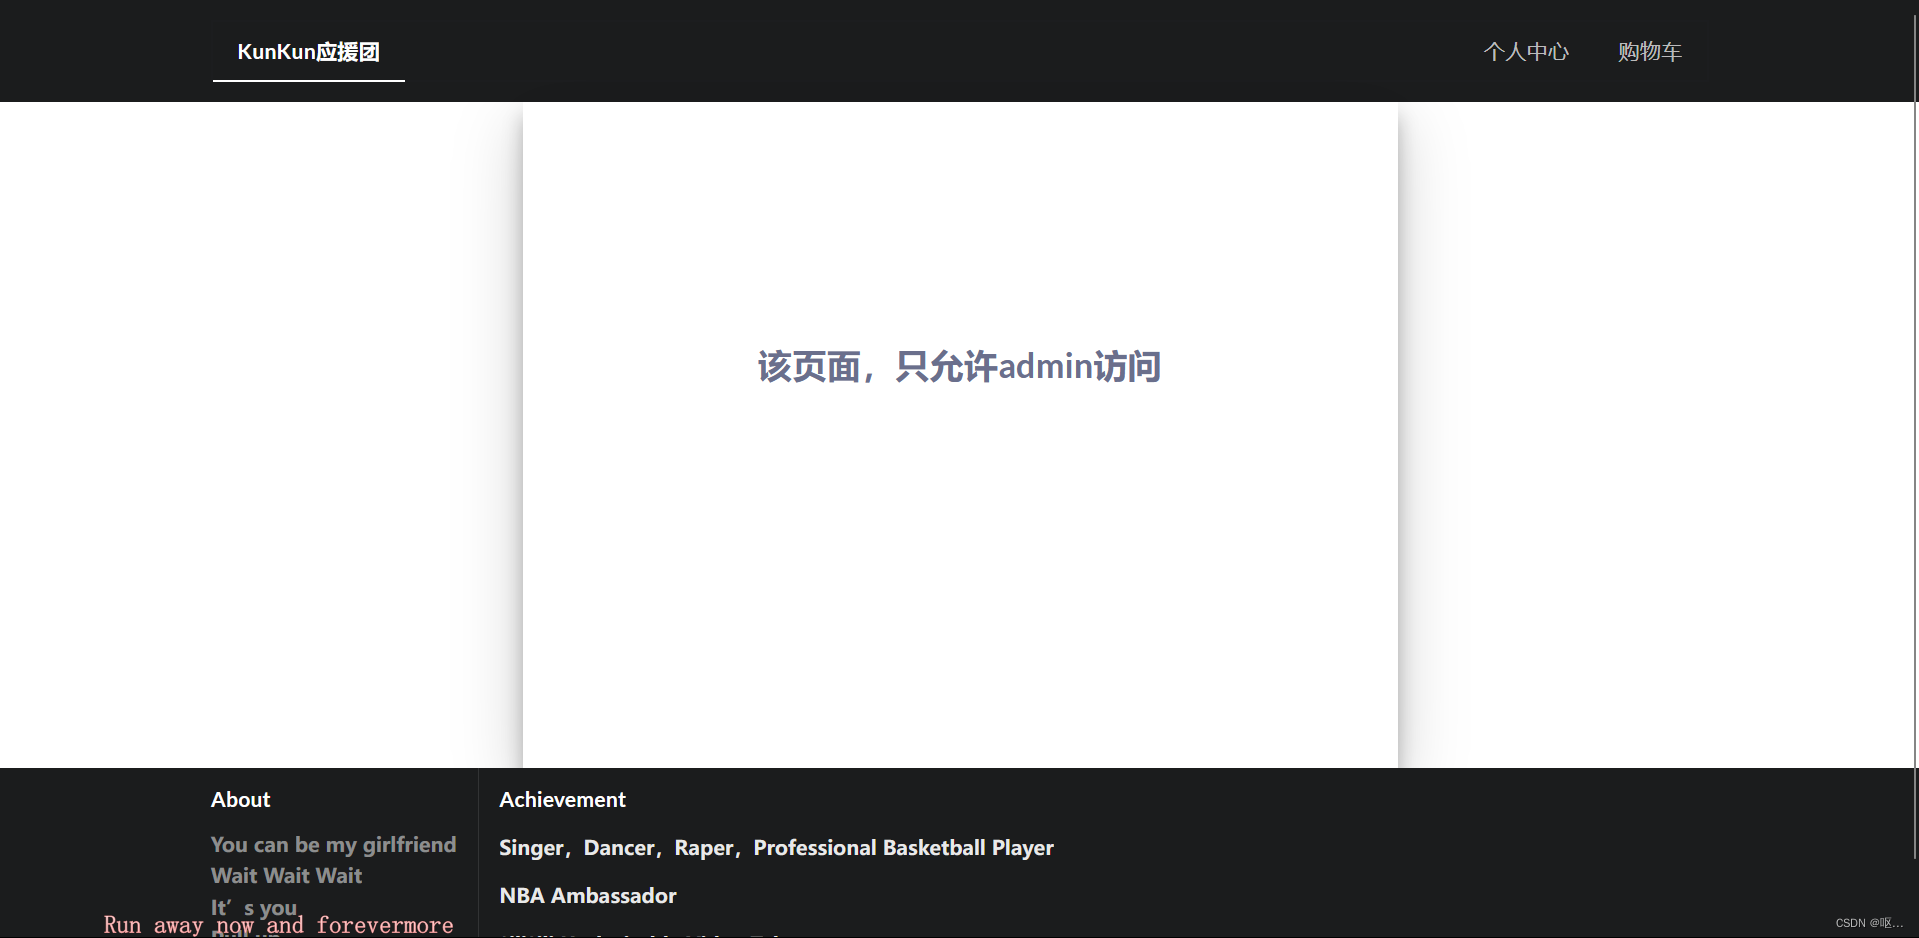 KunKun应援团
个人中心 购物车
该页面，只允许admin访问
About
You can be my girlfriend
Wait Wait Wait
It’s you
Run away now and forevermore
Achievement
Singer，Dancer，Raper，Professional Basketball Player
NBA Ambassador
CSDN @呕...